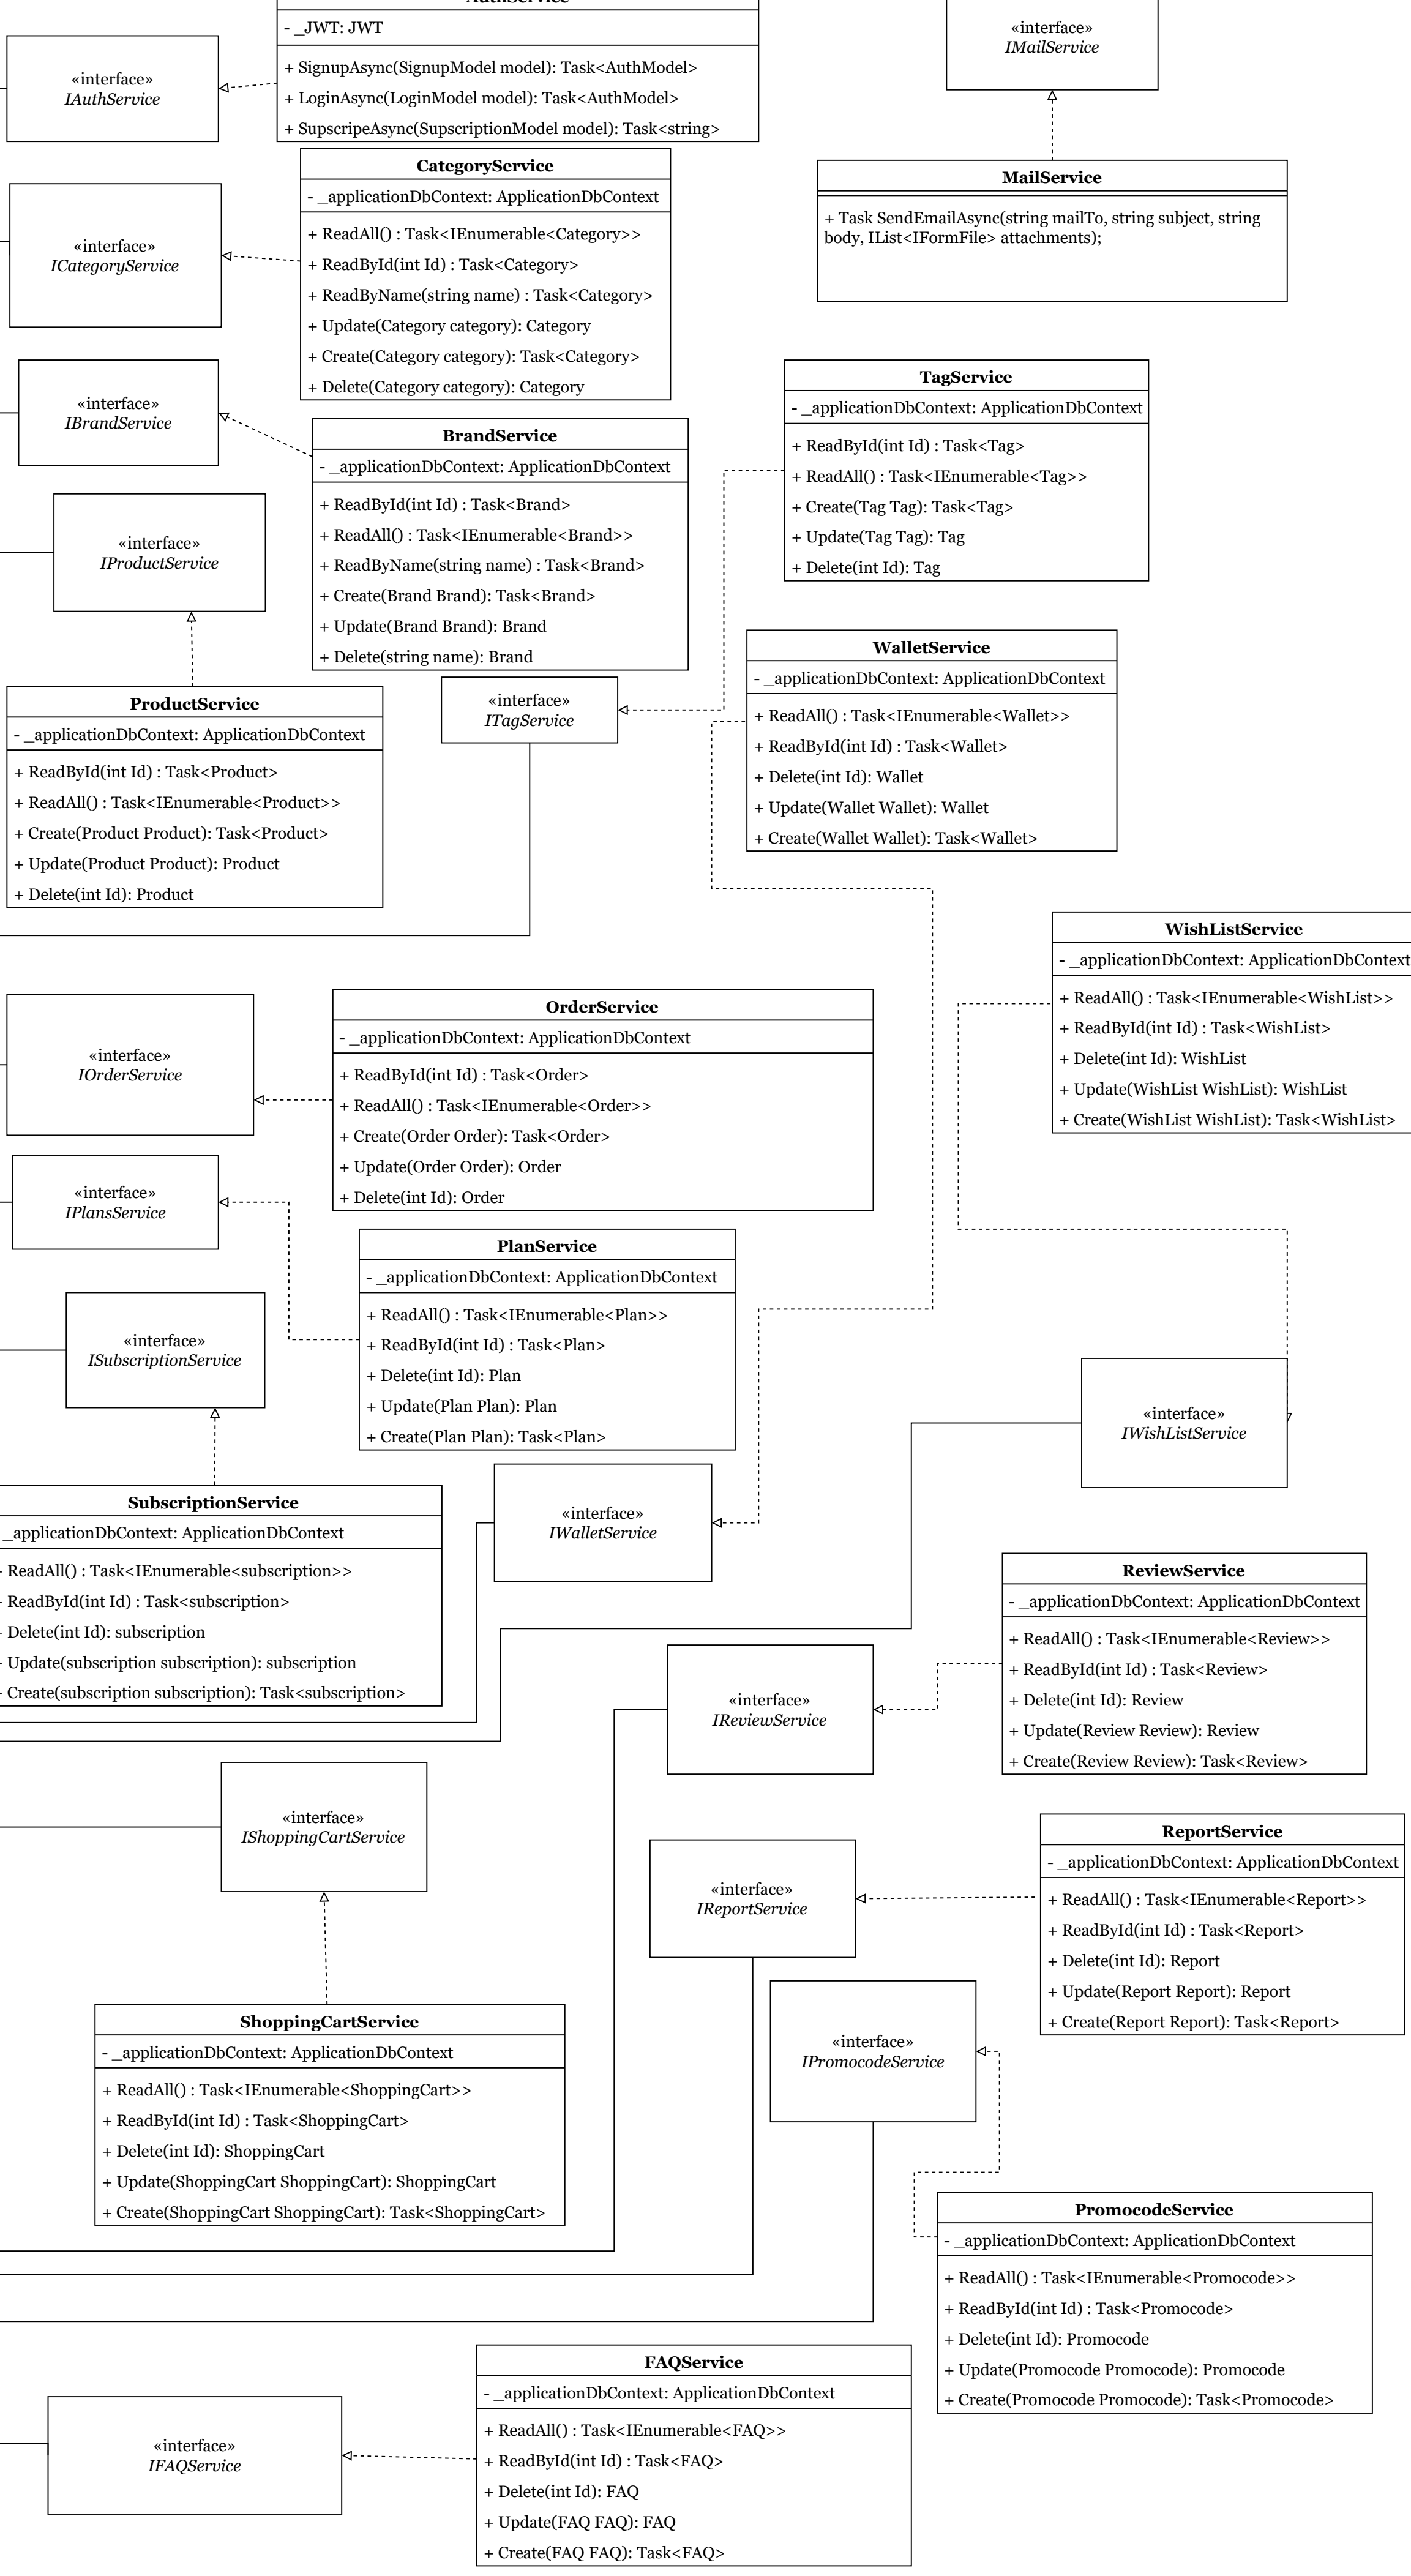 AuthService
- _JWT: JWT
+ SignupAsync(SignupModel model): Task<AuthModel>
+ LoginAsync(LoginModel model): Task<AuthModel>
+ SupscripeAsync(SupscriptionModel model): Task<string>
«interface»
IAuthService
«interface»
IMailService
MailService
+ Task SendEmailAsync(string mailTo, string subject, string
body, IList<IFormFile> attachments);
CategoryService
- _applicationDbContext: ApplicationDbContext
+ ReadAll() : Task<IEnumerable<Category>>
+ ReadById(int Id) : Task<Category>
+ ReadByName(string name) : Task<Category>
+ Update(Category category): Category
+ Create(Category category): Task<Category>
+ Delete(Category category): Category
«interface»
ICategoryService
«interface»
IBrandService
BrandService
- _applicationDbContext: ApplicationDbContext
+ ReadById(int Id) : Task<Brand>
+ ReadAll() : Task<IEnumerable<Brand>>
+ ReadByName(string name) : Task<Brand>
+ Create(Brand Brand): Task<Brand>
+ Update(Brand Brand): Brand
+ Delete(string name): Brand
TagService
- _applicationDbContext: ApplicationDbContext
+ ReadById(int Id) : Task<Tag>
+ ReadAll() : Task<IEnumerable<Tag>>
+ Create(Tag Tag): Task<Tag>
+ Update(Tag Tag): Tag
+ Delete(int Id): Tag
«interface»
IProductService
ProductService
- _applicationDbContext: ApplicationDbContext
+ ReadById(int Id) : Task<Product>
+ ReadAll() : Task<IEnumerable<Product>>
+ Create(Product Product): Task<Product>
+ Update(Product Product): Product
+ Delete(int Id): Product
«interface»
ITagService
WalletService
- _applicationDbContext: ApplicationDbContext
+ ReadAll() : Task<IEnumerable<Wallet>>
+ ReadById(int Id) : Task<Wallet>
+ Delete(int Id): Wallet
+ Update(Wallet Wallet): Wallet
+ Create(Wallet Wallet): Task<Wallet>
WishListService
- _applicationDbContext: ApplicationDbContext
+ ReadAll() : Task<IEnumerable<WishList>>
+ ReadById(int Id) : Task<WishList>
+ Delete(int Id): WishList
+ Update(WishList WishList): WishList
+ Create(WishList WishList): Task<WishList>
«interface»
IOrderService
OrderService
- _applicationDbContext: ApplicationDbContext
+ ReadById(int Id) : Task<Order>
+ ReadAll() : Task<IEnumerable<Order>>
+ Create(Order Order): Task<Order>
+ Update(Order Order): Order
+ Delete(int Id): Order
«interface»
IPlansService
PlanService
- _applicationDbContext: ApplicationDbContext
+ ReadAll() : Task<IEnumerable<Plan>>
+ ReadById(int Id) : Task<Plan>
+ Delete(int Id): Plan
+ Update(Plan Plan): Plan
+ Create(Plan Plan): Task<Plan>
«interface»
ISubscriptionService
«interface»
IWishListService
SubscriptionService
_applicationDbContext: ApplicationDbContext
+ ReadAll() : Task<IEnumerable<subscription>>
+ ReadById(int Id) : Task<subscription>
+ Delete(int Id): subscription
+ Update(subscription subscription): subscription
+ Create(subscription subscription): Task<subscription>
«interface»
IWalletService
ReviewService
- _applicationDbContext: ApplicationDbContext
+ ReadAll() : Task<IEnumerable<Review>>
+ ReadById(int Id) : Task<Review>
+ Delete(int Id): Review
+ Update(Review Review): Review
+ Create(Review Review): Task<Review>
«interface»
IReviewService
«interface»
IShoppingCartService
«interface»
IReportService
ReportService
- _applicationDbContext: ApplicationDbContext
+ ReadAll() : Task<IEnumerable<Report>>
+ ReadById(int Id) : Task<Report>
+ Delete(int Id): Report
+ Update(Report Report): Report
+ Create(Report Report): Task<Report>
ShoppingCartService
- _applicationDbContext: ApplicationDbContext
+ ReadAll() : Task<IEnumerable<ShoppingCart>>
+ ReadById(int Id) : Task<ShoppingCart>
+ Delete(int Id): ShoppingCart
+ Update(ShoppingCart ShoppingCart): ShoppingCart
+ Create(ShoppingCart ShoppingCart): Task<ShoppingCart>
«interface»
IPromocodeService
PromocodeService
- _applicationDbContext: ApplicationDbContext
+ ReadAll() : Task<IEnumerable<Promocode>>
+ ReadById(int Id) : Task<Promocode>
+ Delete(int Id): Promocode
+ Update(Promocode Promocode): Promocode
+ Create(Promocode Promocode): Task<Promocode>
FAQService
- _applicationDbContext: ApplicationDbContext
+ ReadAll() : Task<IEnumerable<FAQ>>
+ ReadById(int Id) : Task<FAQ>
+ Delete(int Id): FAQ
+ Update(FAQ FAQ): FAQ
+ Create(FAQ FAQ): Task<FAQ>
«interface»
IFAQService